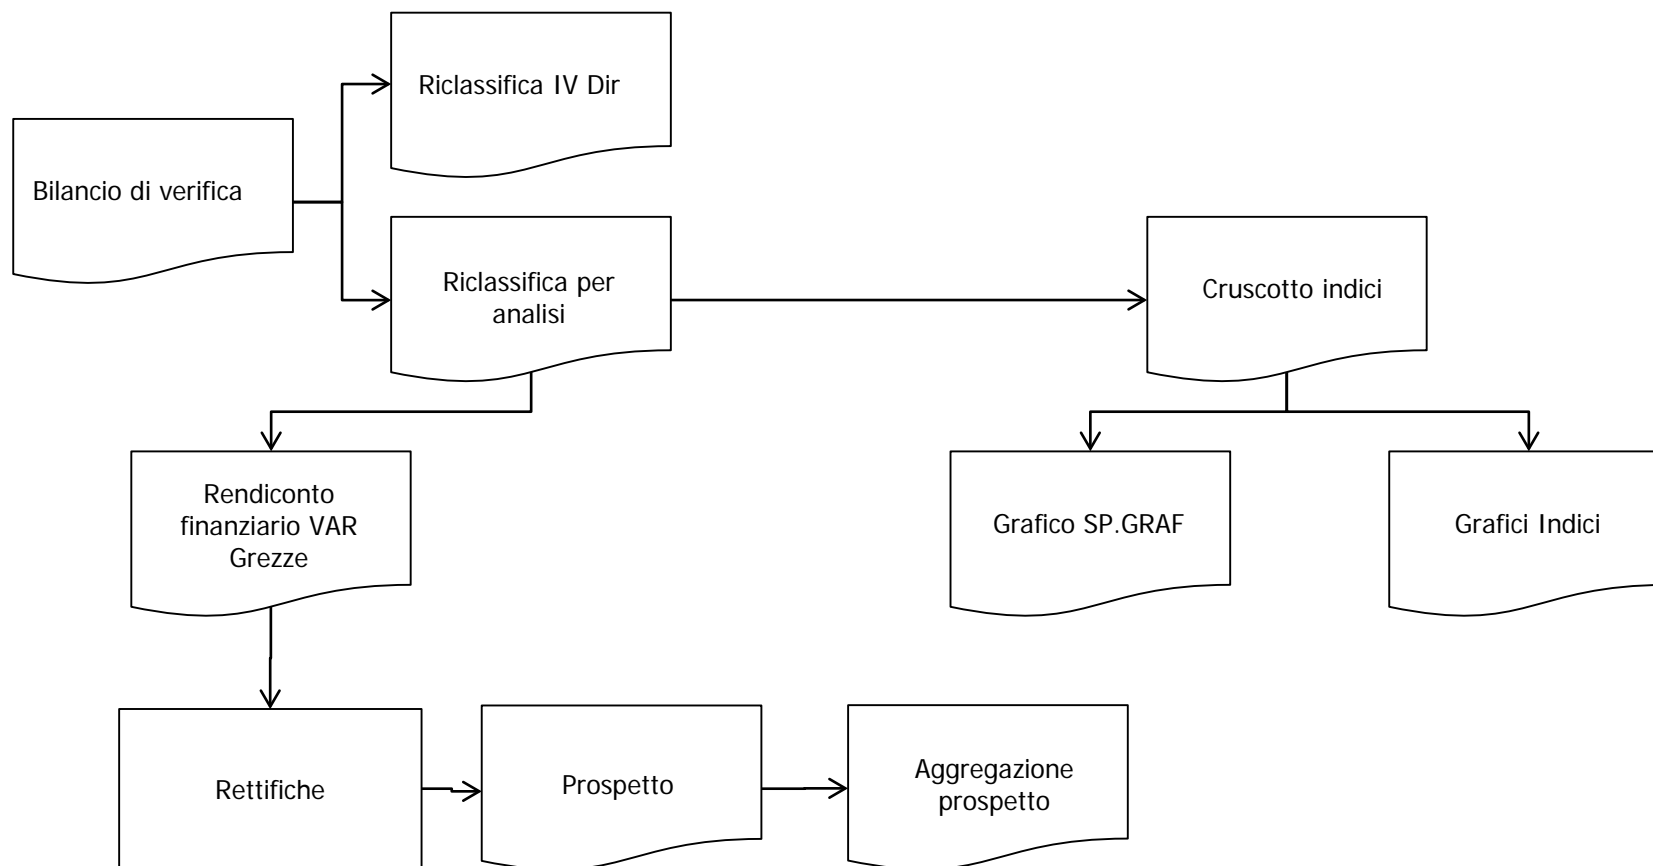 Riclassifica IV Dir
Bilancio di verifica
Riclassifica per
analisi
Cruscotto indici
Rendiconto
finanziario VAR
Grezze
Grafico SP.GRAF
Grafici Indici
Rettifiche
Prospetto
Aggregazione
prospetto